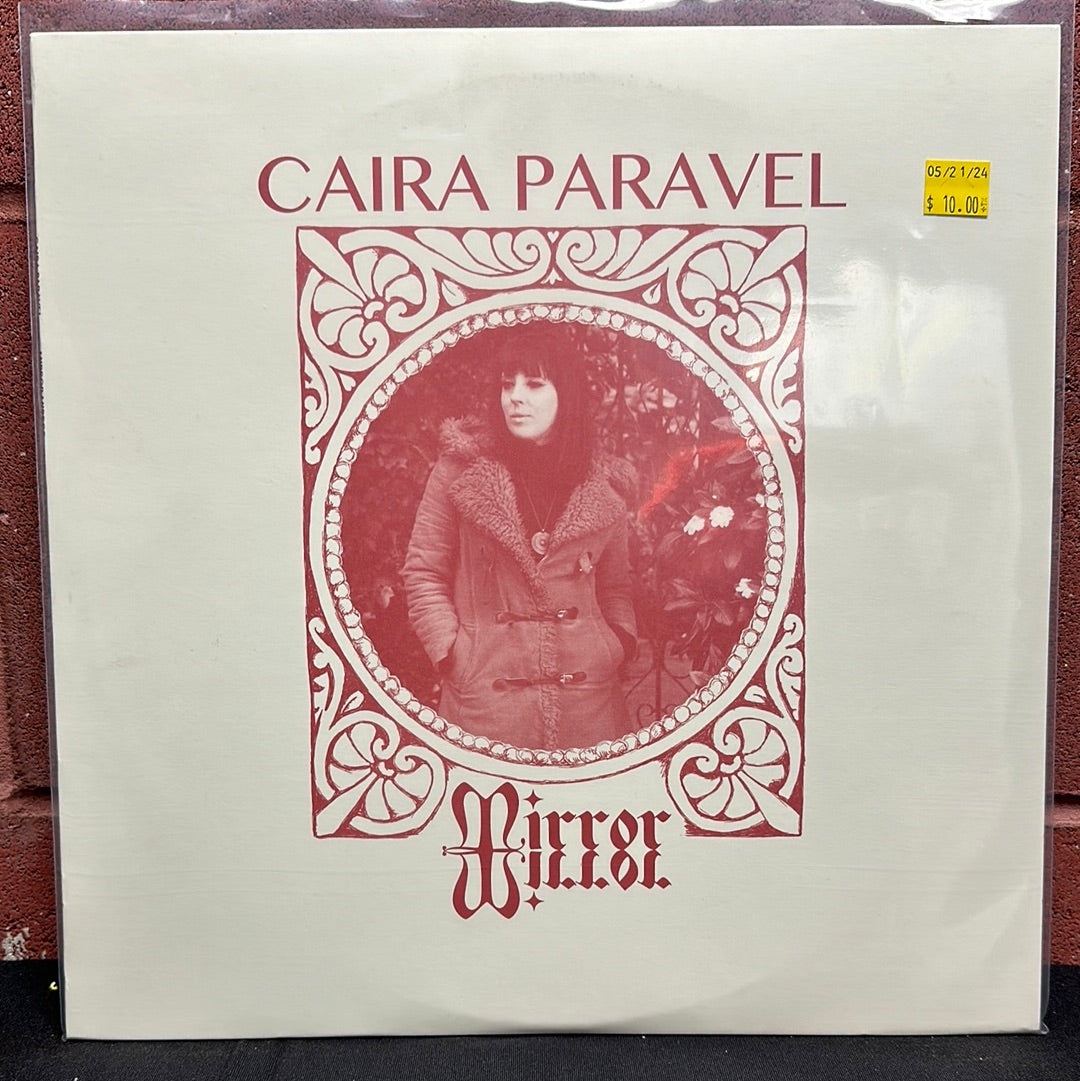 CAIRA PARAVEL
05/21/24
$ 10.00
Mirror